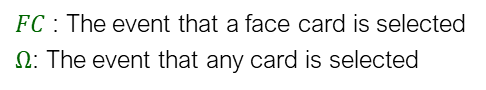 FC : The event that a face card is selected
Ω: The event that any card is selected